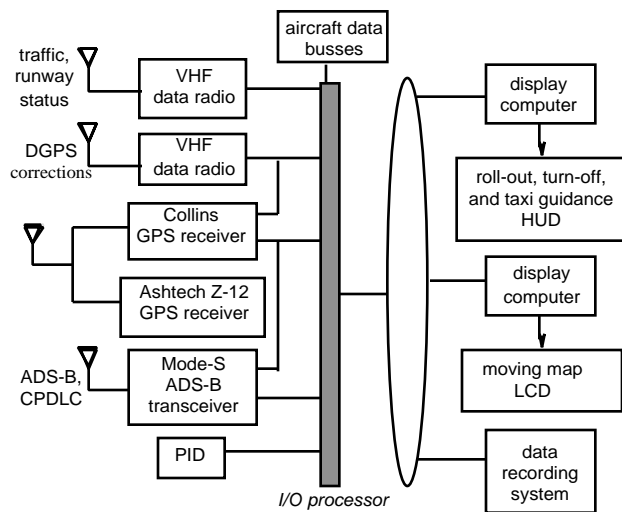 aircraft data
busses
traffic,
runway
status
VHF
data radio
display
computer
DGPS
corrections
VHF
data radio
roll-out, turn-off,
and taxi guidance
HUD
Collins
GPS receiver
Ashtech Z-12
GPS receiver
display
computer
ADS-B,
CPDLC
Mode-S
ADS-B
transceiver
moving map
LCD
PID
data
recording
system
I/O processor